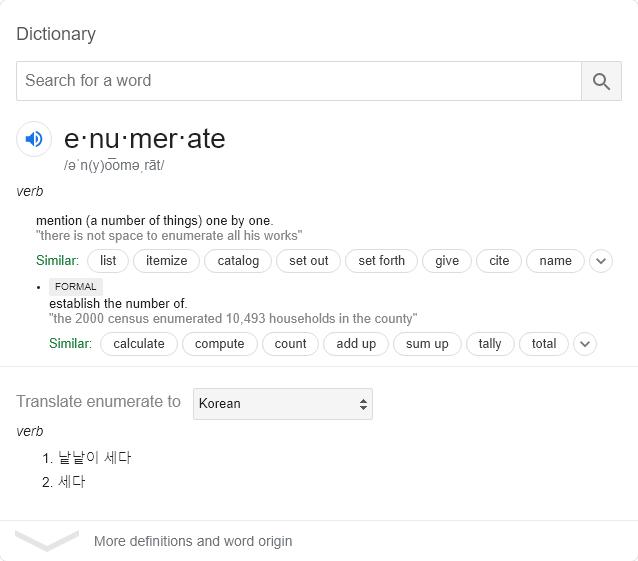 Dictionary
Search for a word
e·nu·mer·ate
/əˈn(y)o͞oməˌrāt/
verb
mention (a number of things) one by one.
"there is not space to enumerate all his works"
Similar: list itemize catalog set out set forth give cite name
• FORMAL
establish the number of.
"the 2000 census enumerated 10,493 households in the county"
Similar: calculate compute count add up sum up tally total
Translate enumerate to Korean
verb
1. 낱낱이 세다
2. 세다
More definitions and word origin